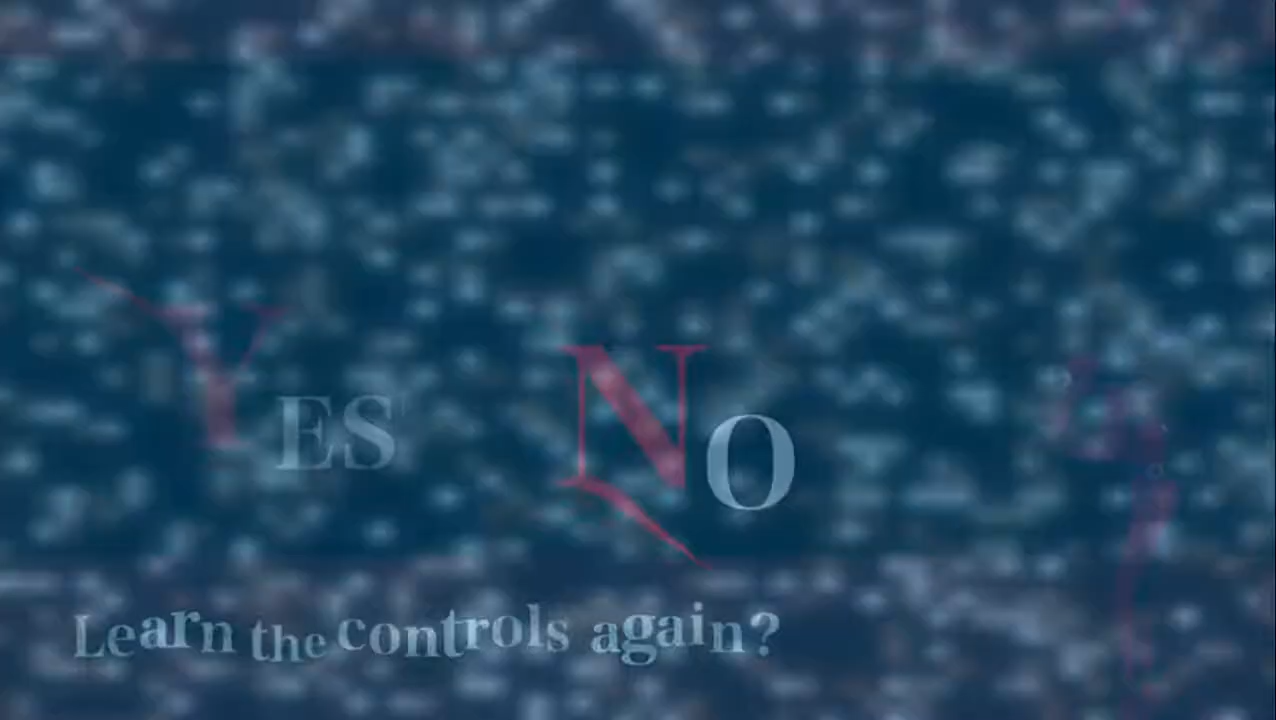 YES NO
Learn the controls again?